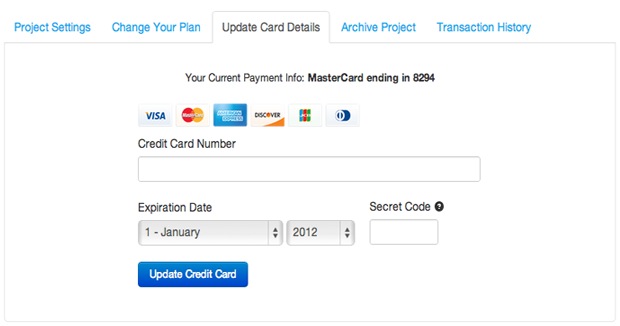 Project Settings Change Your Plan Update Card Details Archive Project Transaction History
Your Current Payment Info: MasterCard ending in 8294
VISA MasterCard AMERICAN EXPRESS DISCOVER JCB
Credit Card Number
Expiration Date Secret Code ?
1 - January 2012
Update Credit Card